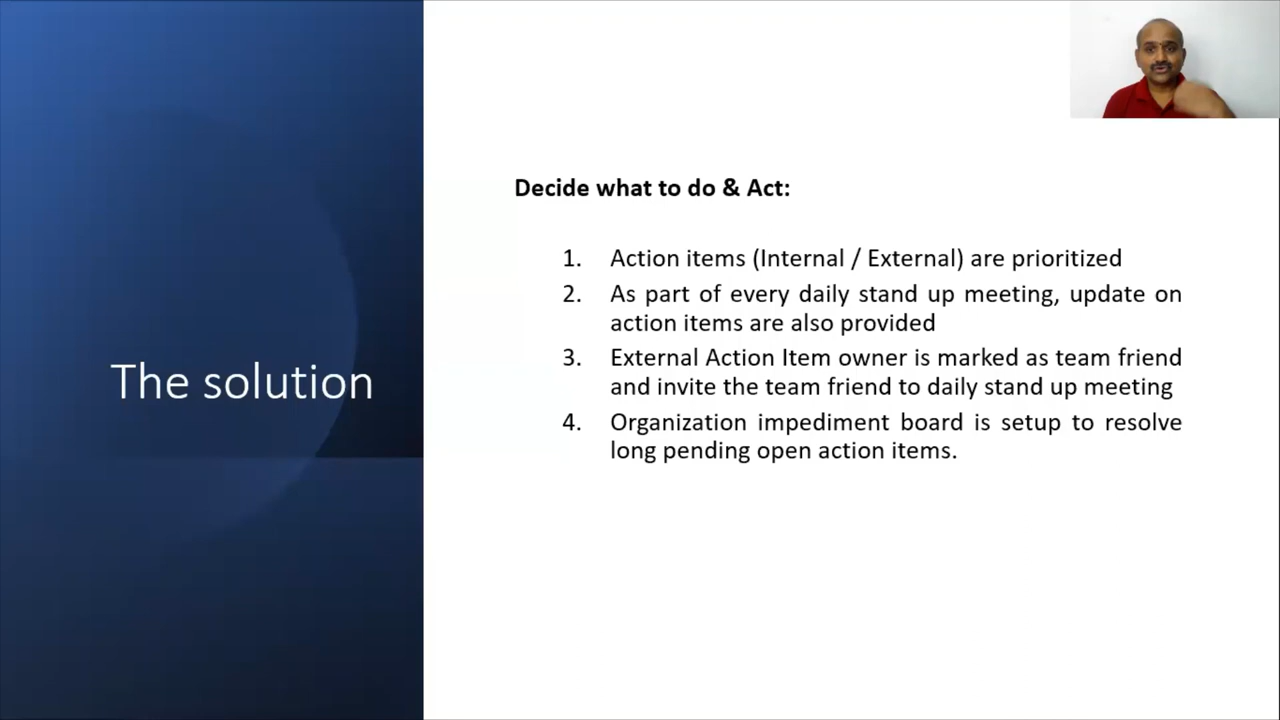 The solution
Decide what to do & Act:
1. Action items (Internal / External) are prioritized
2. As part of every daily stand up meeting, update on
action items are also provided
3. External Action Item owner is marked as team friend
and invite the team friend to daily stand up meeting
4. Organization impediment board is setup to resolve
long pending open action items.